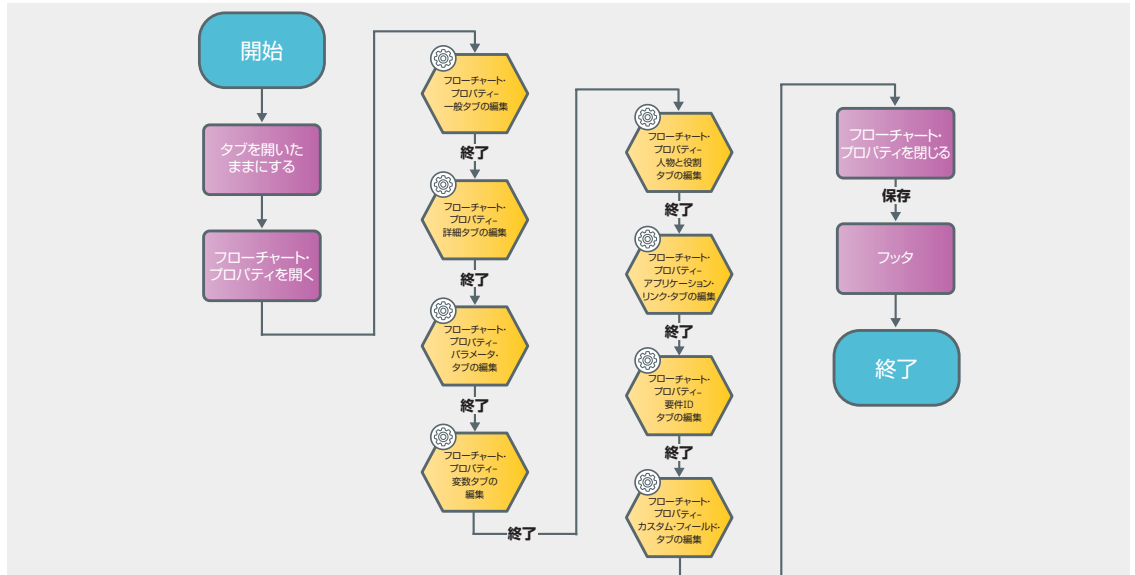 開始
タブを開いた
ままにする
フローチャート・
プロパティを開く
フローチャート・
プロパティ–
一般タブの編集
終了
フローチャート・
プロパティ–
詳細タブの編集
終了
フローチャート・
プロパティ–
パラメータ・
タブの編集
終了
フローチャート・
プロパティ–
変数タブの
編集
終了
フローチャート・
プロパティ–
人物と役割
タブの編集
終了
フローチャート・
プロパティ–
アプリケーション・
リンク・タブの編集
終了
フローチャート・
プロパティ–
要件ID
タブの編集
終了
フローチャート・
プロパティ–
カスタム・フィールド・
タブの編集
フローチャート・
プロパティを閉じる
保存
フッタ
終了